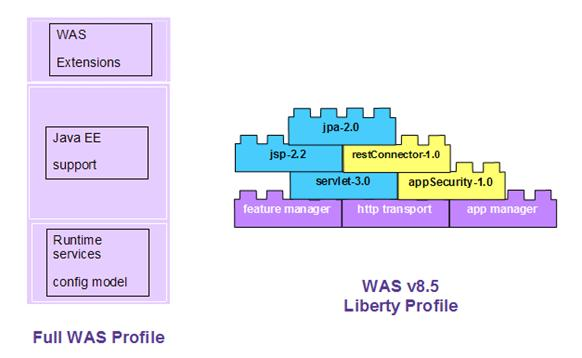 WAS
Extensions
Java EE
support
Runtime
services
config model
Full WAS Profile
jpa-2.0
jsp-2.2
restConnector-1.0
servlet-3.0
appSecurity-1.0
feature manager
http transport
app manager
WAS v8.5
Liberty Profile